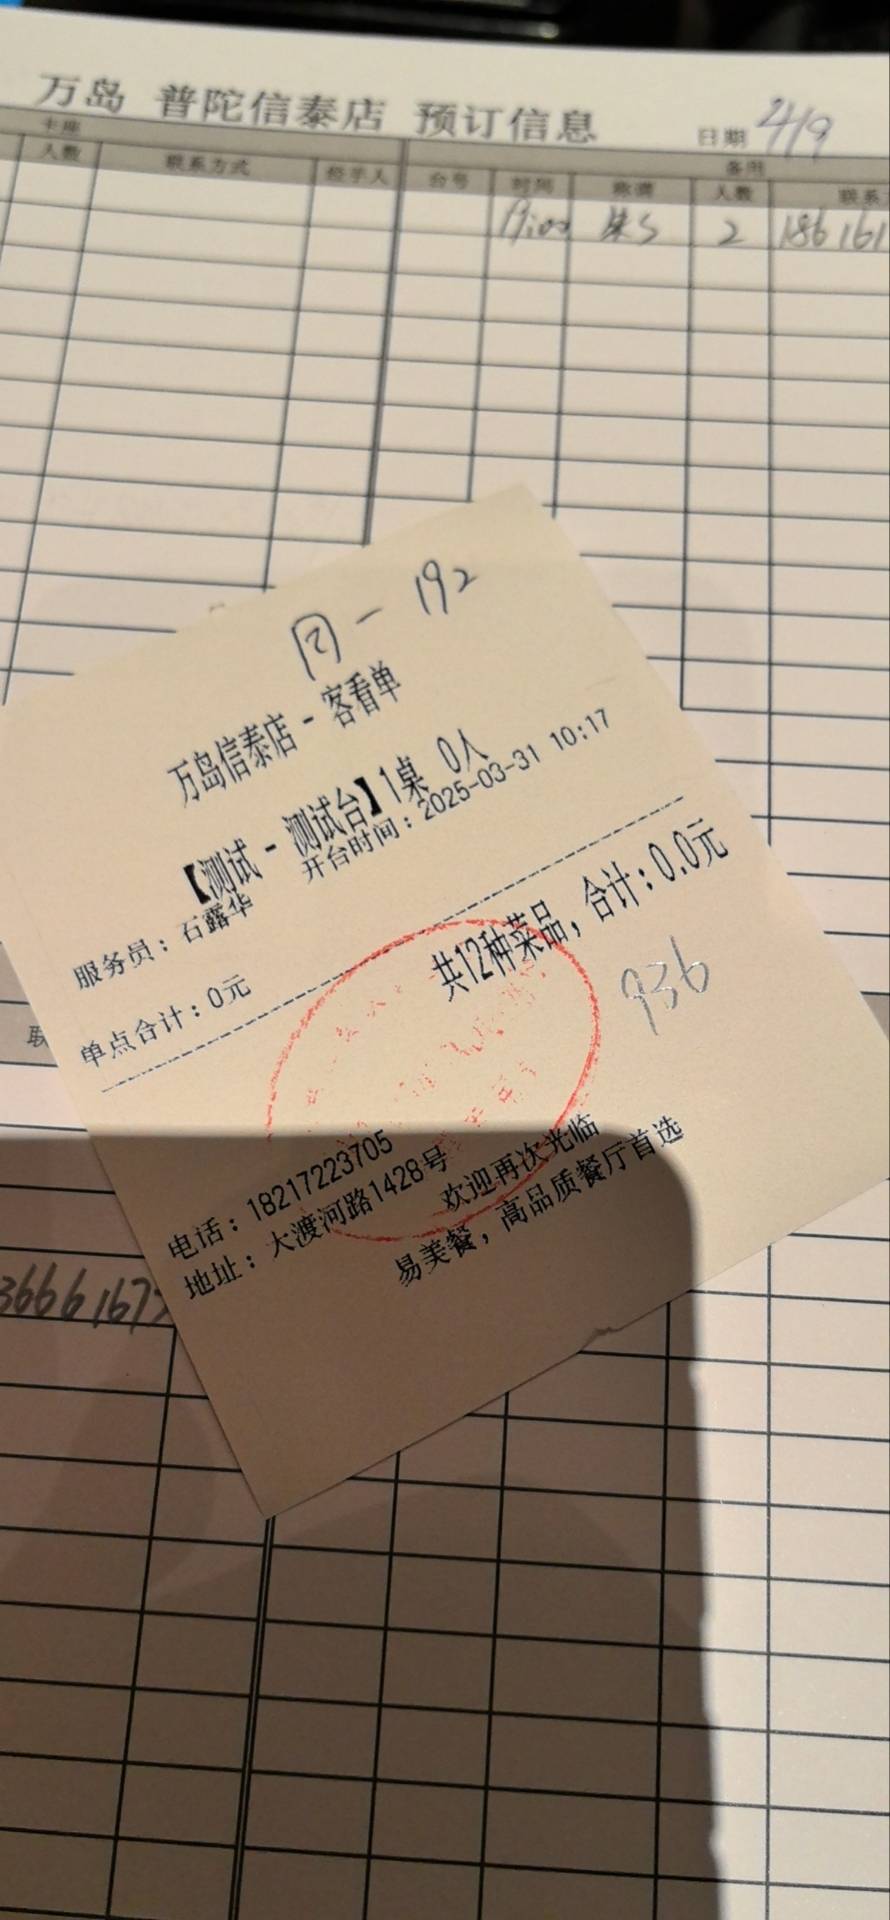 万岛 普陀信泰店 预订信息 日期 4/9
卡座 备用
人数 联系方式 经手人 台号 时间 称谓 人数 联系
2 186 161
- 192
万岛信泰店 - 客看单
【测试 - 测试台】1桌 0人
服务员：石露华 开台时间：2025-03-31 10:17
共12种菜品，合计：0.0元
单点合计：0元
936
欢迎再次光临
电话：18217223705
地址：大渡河路1428号
易美餐，高品质餐厅首选